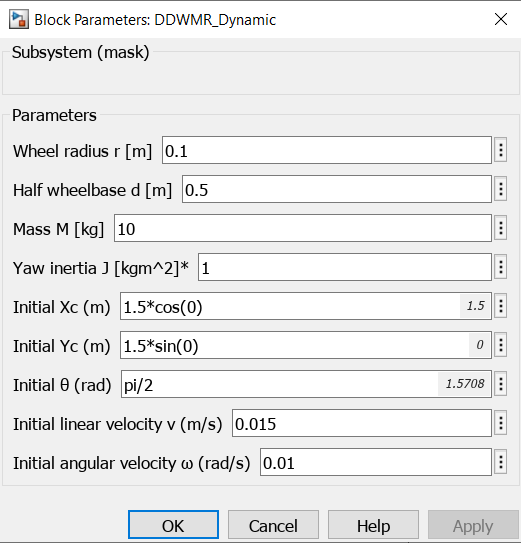 Block Parameters: DDWMR_Dynamic
Subsystem (mask)
Parameters
Wheel radius r [m] 0.1
Half wheelbase d [m] 0.5
Mass M [kg] 10
Yaw inertia J [kgm^2]* 1
Initial Xc (m) 1.5*cos(0) 1.5
Initial Yc (m) 1.5*sin(0) 0
Initial θ (rad) pi/2 1.5708
Initial linear velocity v (m/s) 0.015
Initial angular velocity ω (rad/s) 0.01
OK Cancel Help Apply